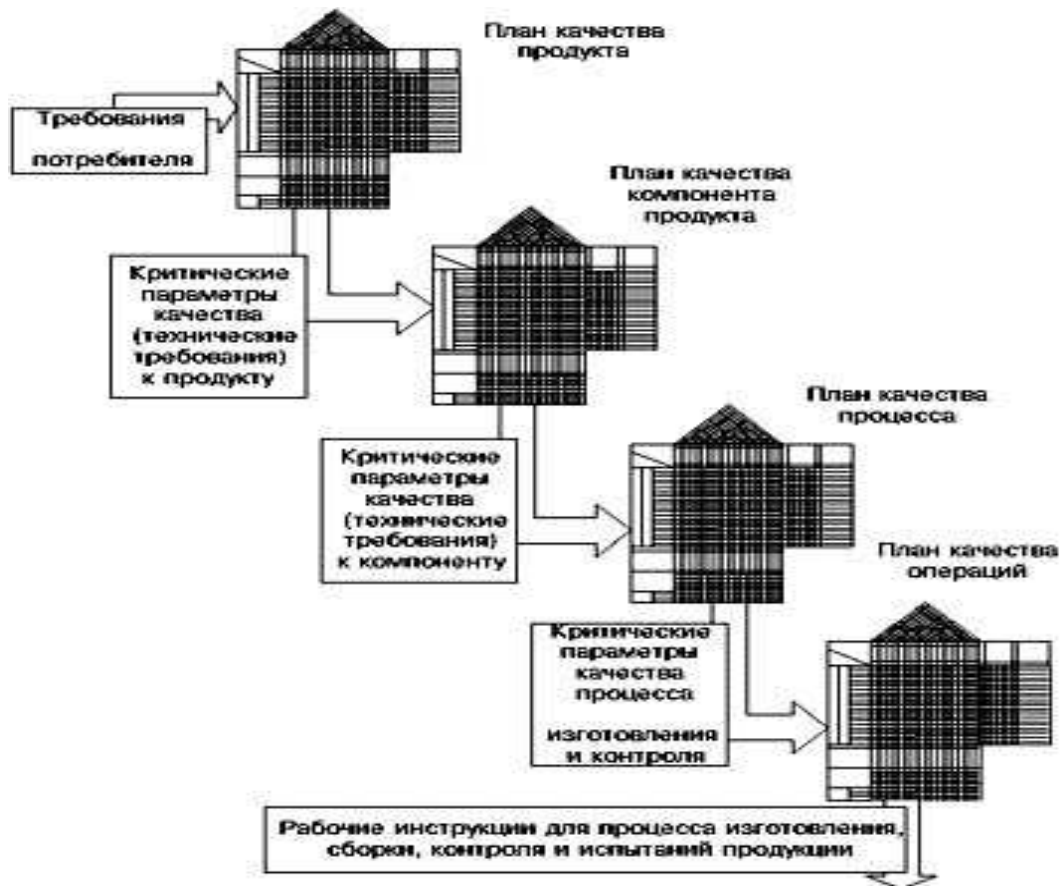 План качества
продукта
Требования
потребителя
План качества
компонента
продукта
Критические
параметры
качества
(технические
требования)
к продукту
План качества
процесса
Критические
параметры
качества
(технические
требования)
к компоненту
План качества
операций
Критические
параметры
качества
процесса
изготовления
и контроля
Рабочие инструкции для процесса изготовления,
сборки, контроля и испытаний продукции